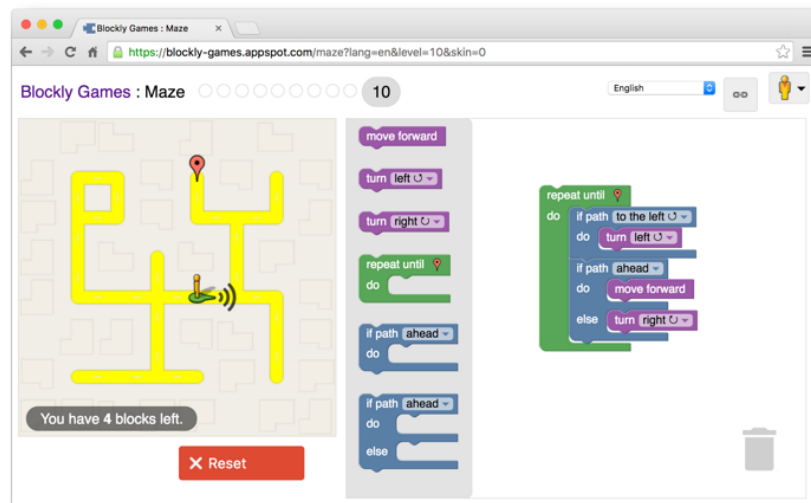 Blockly Games : Maze
https://blockly-games.appspot.com/maze?lang=en&level=10&skin=0
Blockly Games : Maze 10
English
move forward
turn left ↺
turn right ↻
repeat until
do
if path ahead
do
if path ahead
do
else
repeat until
do if path to the left ↺
do turn left ↺
if path ahead
do move forward
else turn right ↻
You have 4 blocks left.
Reset